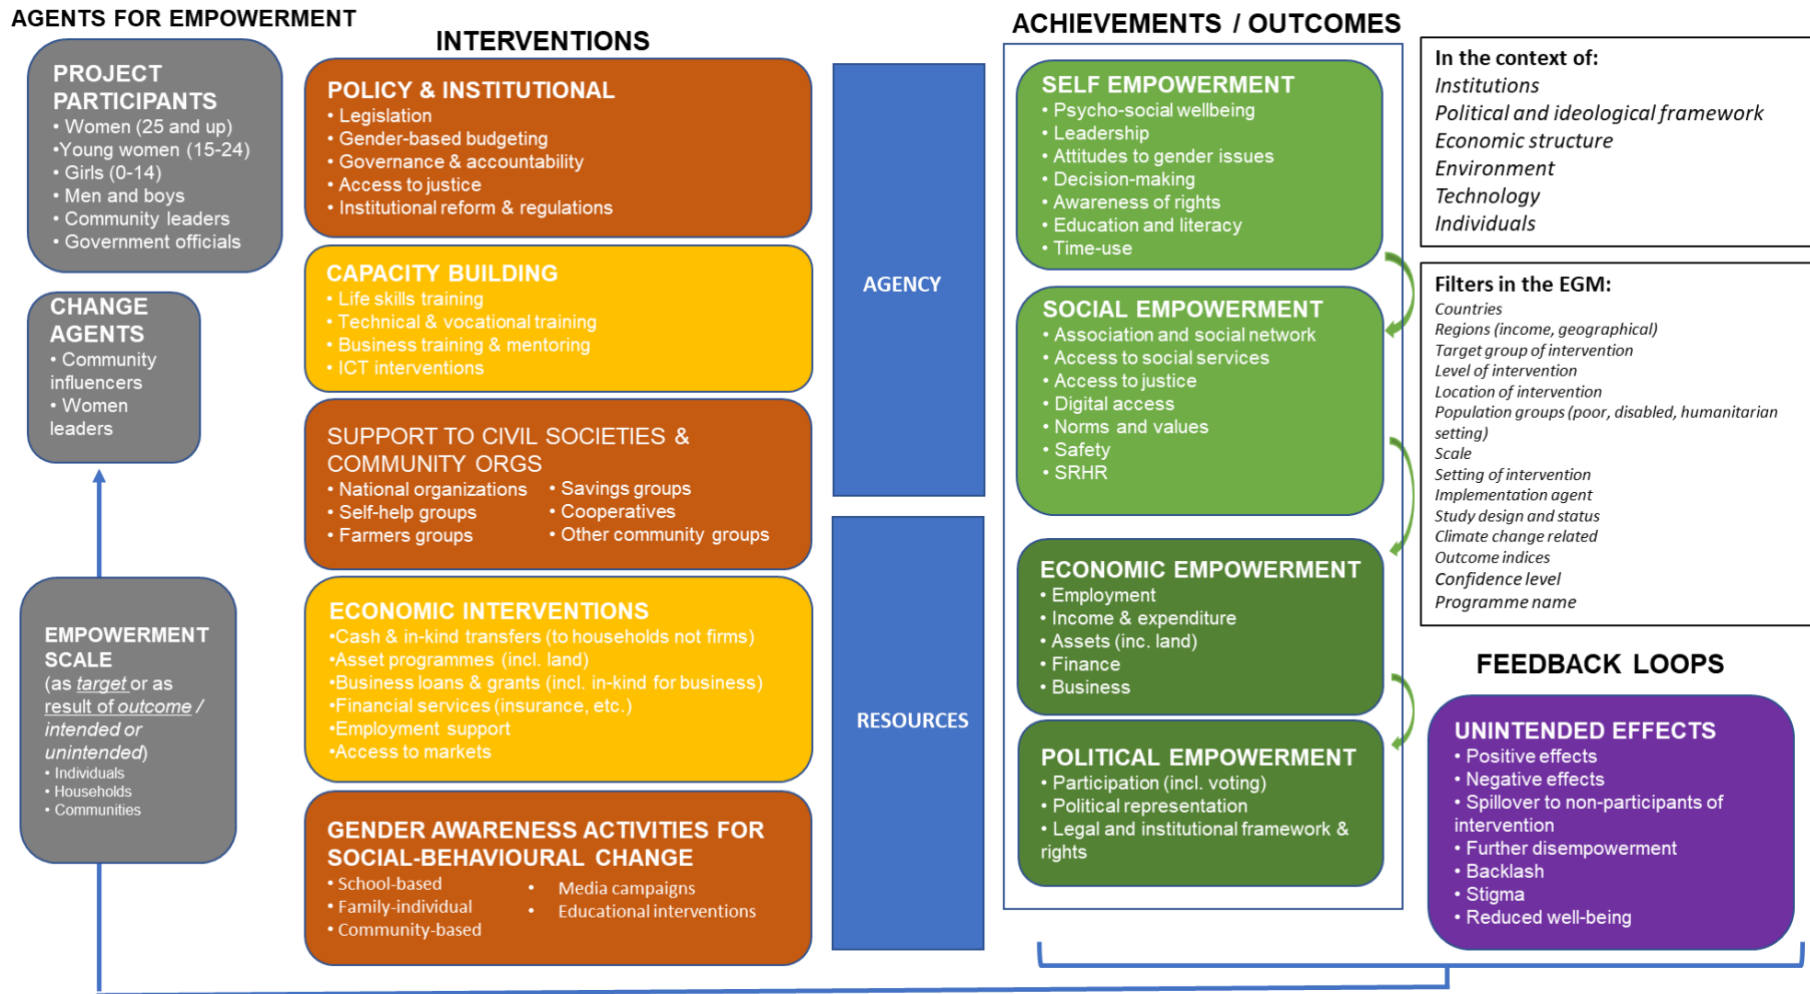 AGENTS FOR EMPOWERMENT
PROJECT
PARTICIPANTS
• Women (25 and up)
•Young women (15-24)
• Girls (0-14)
• Men and boys
• Community leaders
• Government officials
CHANGE
AGENTS
• Community
influencers
• Women
leaders
EMPOWERMENT
SCALE
(as target or as
result of outcome /
intended or
unintended)
• Individuals
• Households
• Communities
INTERVENTIONS
POLICY & INSTITUTIONAL
• Legislation
• Gender-based budgeting
• Governance & accountability
• Access to justice
• Institutional reform & regulations
CAPACITY BUILDING
• Life skills training
• Technical & vocational training
• Business training & mentoring
• ICT interventions
SUPPORT TO CIVIL SOCIETIES &
COMMUNITY ORGS
• National organizations
• Self-help groups
• Farmers groups
• Savings groups
• Cooperatives
• Other community groups
ECONOMIC INTERVENTIONS
•Cash & in-kind transfers (to households not firms)
•Asset programmes (incl. land)
•Business loans & grants (incl. in-kind for business)
•Financial services (insurance, etc.)
•Employment support
•Access to markets
GENDER AWARENESS ACTIVITIES FOR
SOCIAL-BEHAVIOURAL CHANGE
• School-based
• Family-individual
• Community-based
• Media campaigns
• Educational interventions
AGENCY
RESOURCES
ACHIEVEMENTS / OUTCOMES
SELF EMPOWERMENT
• Psycho-social wellbeing
• Leadership
• Attitudes to gender issues
• Decision-making
• Awareness of rights
• Education and literacy
• Time-use
SOCIAL EMPOWERMENT
• Association and social network
• Access to social services
• Access to justice
• Digital access
• Norms and values
• Safety
• SRHR
ECONOMIC EMPOWERMENT
• Employment
• Income & expenditure
• Assets (inc. land)
• Finance
• Business
POLITICAL EMPOWERMENT
• Participation (incl. voting)
• Political representation
• Legal and institutional framework &
rights
In the context of:
Institutions
Political and ideological framework
Economic structure
Environment
Technology
Individuals
Filters in the EGM:
Countries
Regions (income, geographical)
Target group of intervention
Level of intervention
Location of intervention
Population groups (poor, disabled, humanitarian
setting)
Scale
Setting of intervention
Implementation agent
Study design and status
Climate change related
Outcome indices
Confidence level
Programme name
FEEDBACK LOOPS
UNINTENDED EFFECTS
• Positive effects
• Negative effects
• Spillover to non-participants of
intervention
• Further disempowerment
• Backlash
• Stigma
• Reduced well-being